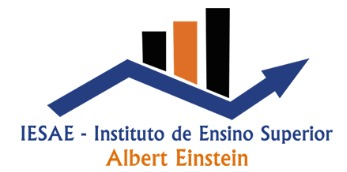 IESAE - Instituto de Ensino Superior
Albert Einstein